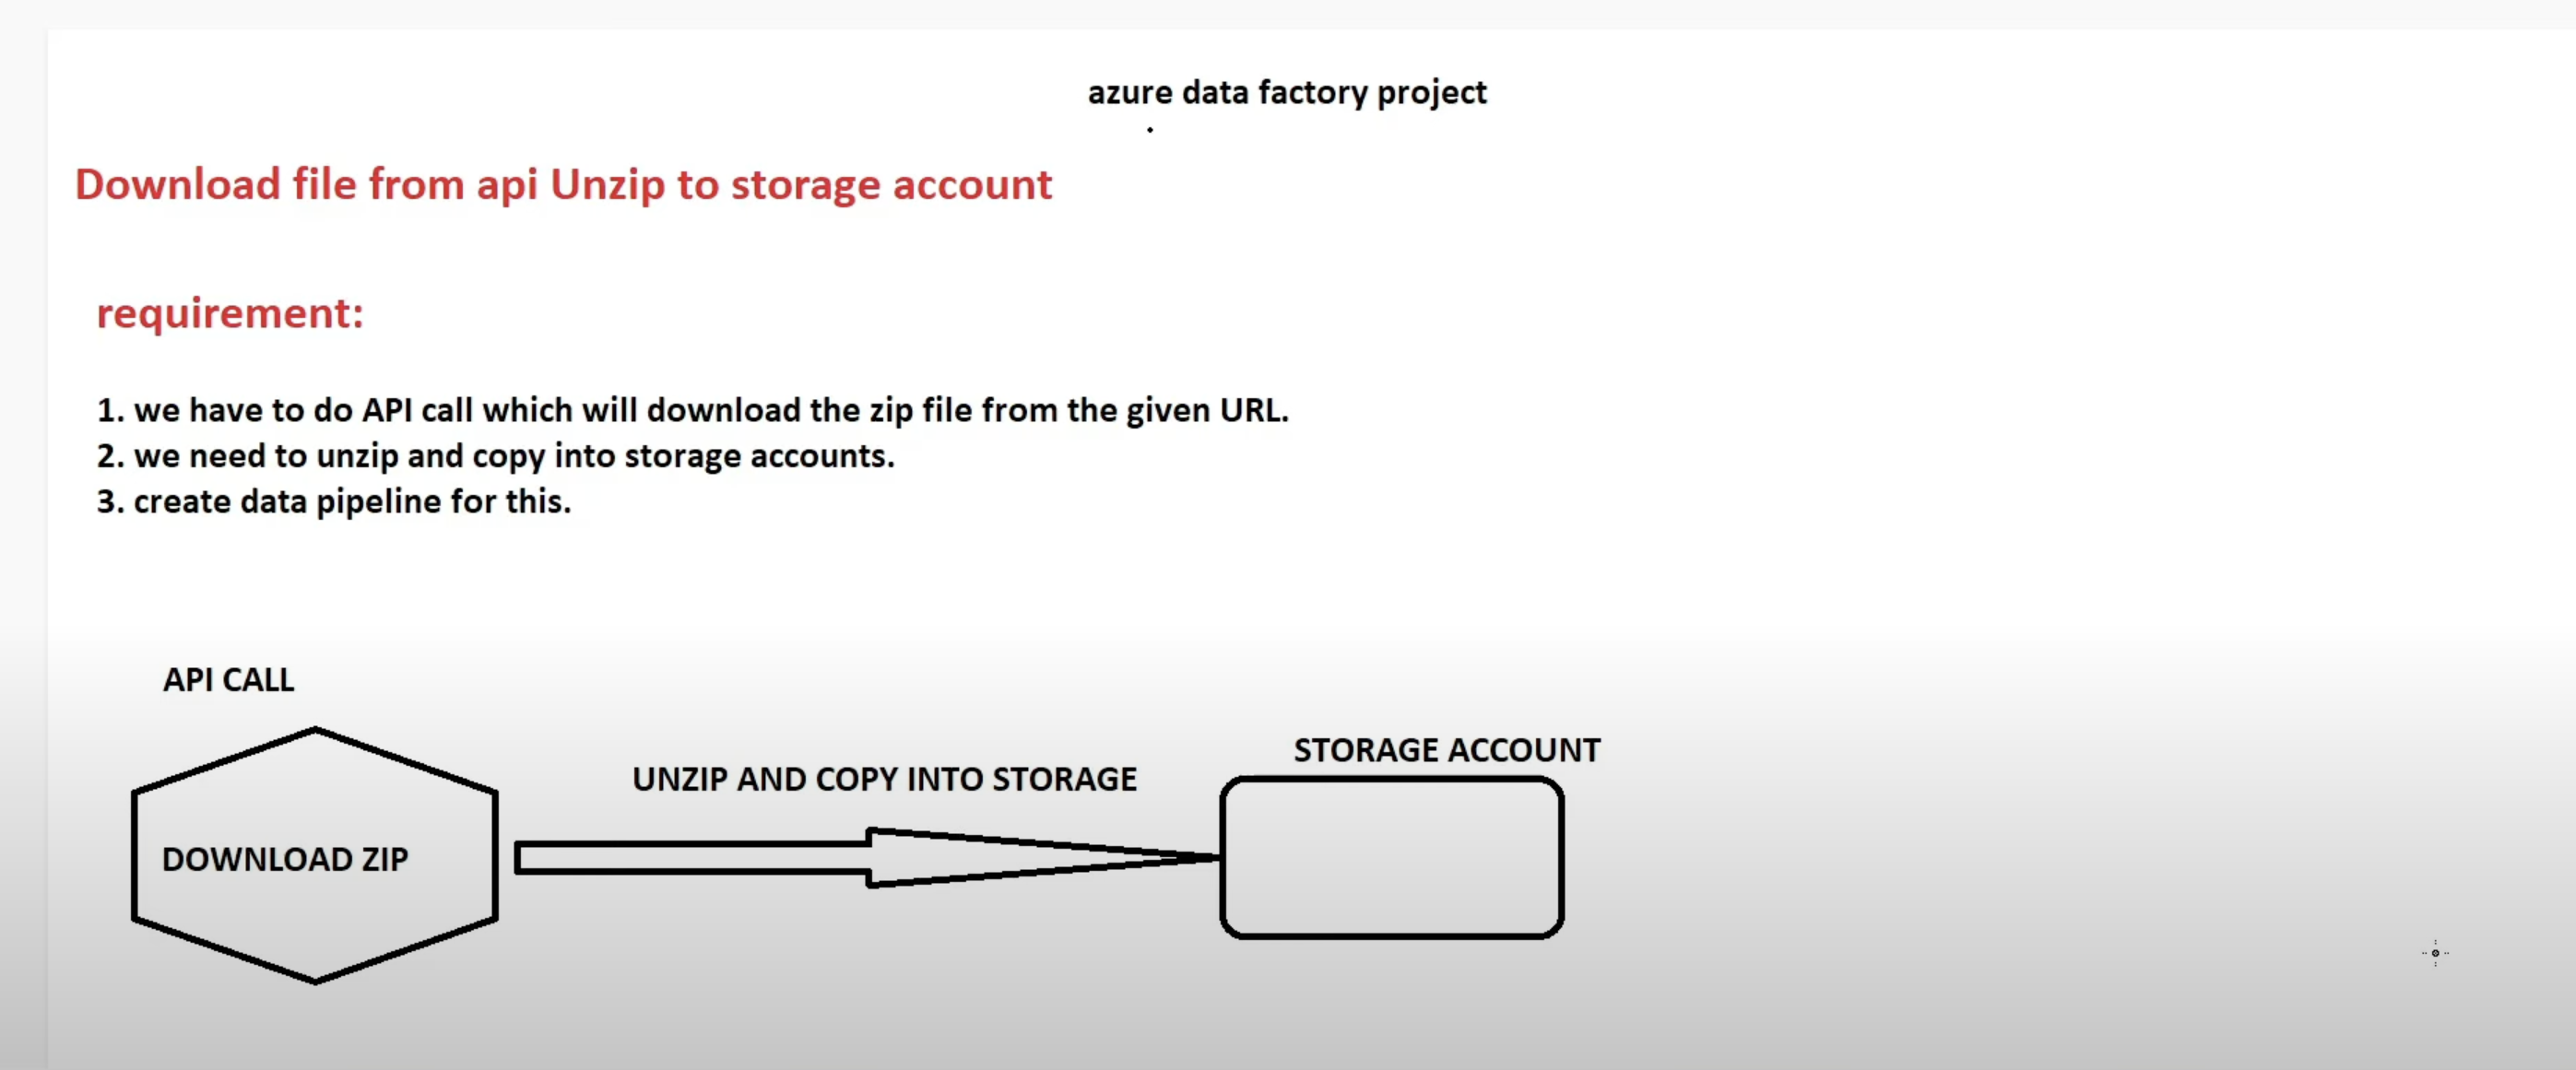 azure data factory project
Download file from api Unzip to storage account
requirement:
1. we have to do API call which will download the zip file from the given URL.
2. we need to unzip and copy into storage accounts.
3. create data pipeline for this.
API CALL
STORAGE ACCOUNT
UNZIP AND COPY INTO STORAGE
DOWNLOAD ZIP